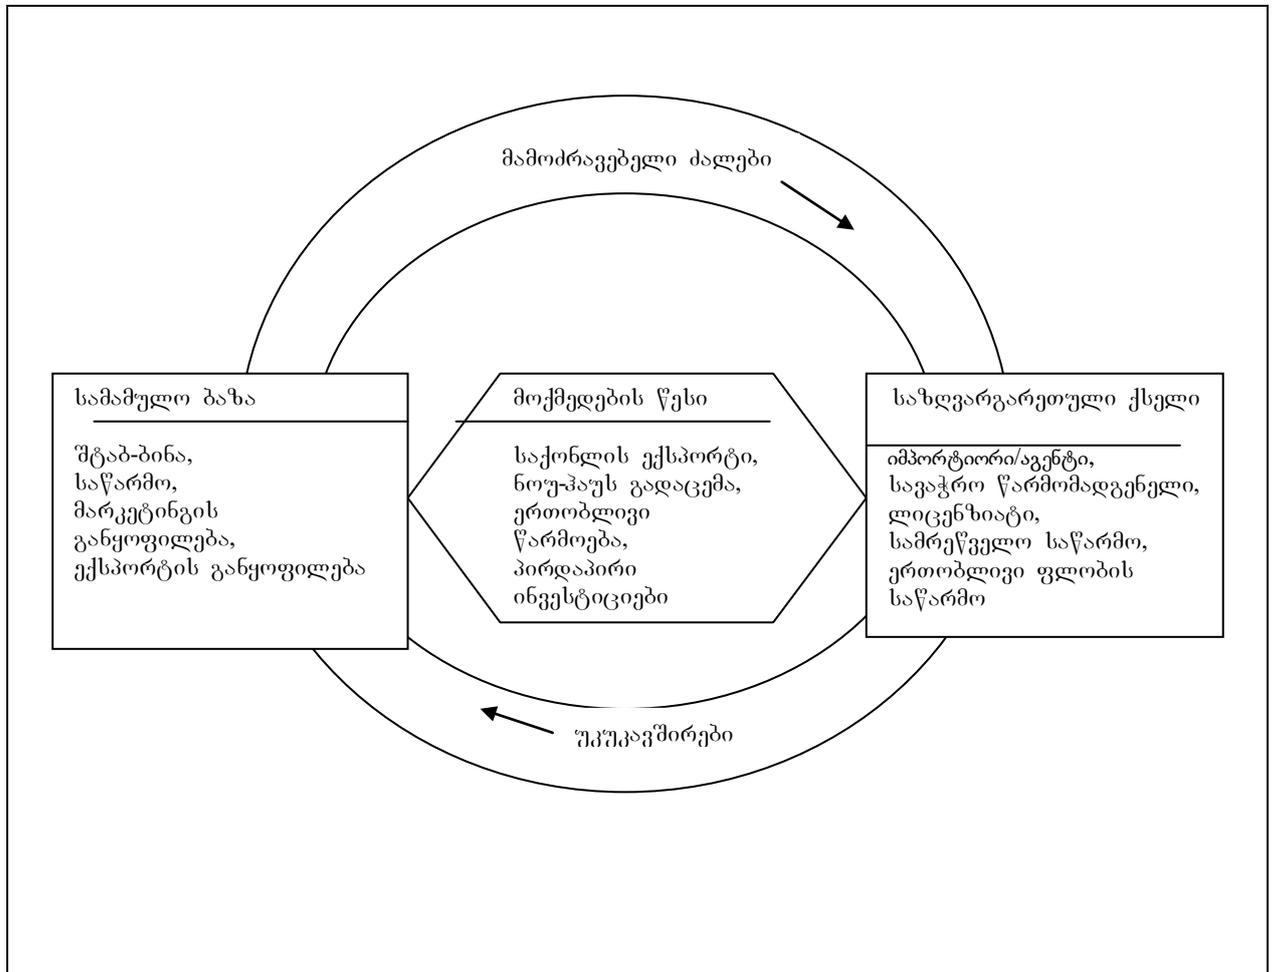 მამოძრავებელი ძალები
სამამულო ბაზა
შტაბ-ბინა,
საწარმო,
მარკეტინგის
განყოფილება,
ექსპორტის განყოფილება
მოქმედების წესი
საქონლის ექსპორტი,
ნოუ-ჰაუს გადაცემა,
ერთობლივი
წარმოება,
პირდაპირი
ინვესტიციები
საზღვარგარეთული ქსელი
იმპორტიორი/აგენტი,
სავაჭრო წარმომადგენელი,
ლიცენზიატი,
სამრეწველო საწარმო,
ერთობლივი ფლობის
საწარმო
უკუკავშირები